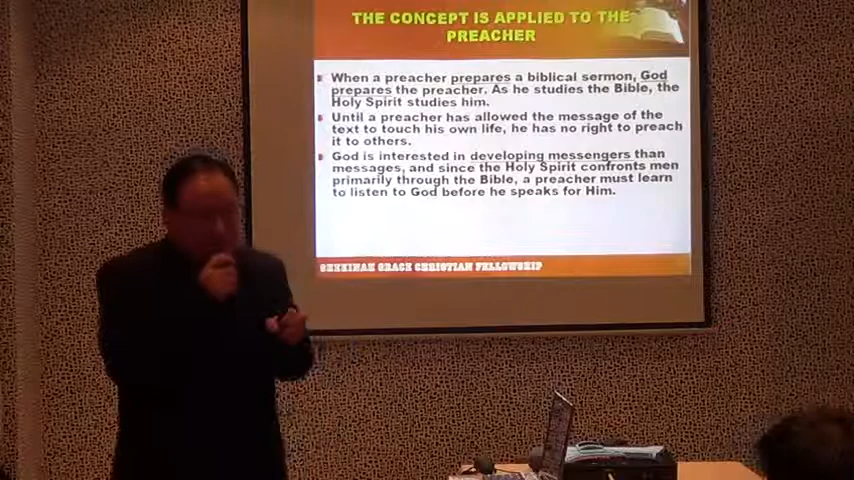 THE CONCEPT IS APPLIED TO THE
PREACHER
When a preacher prepares a biblical sermon, God
prepares the preacher. As he studies the Bible, the
Holy Spirit studies him.
Until a preacher has allowed the message of the
text to touch his own life, he has no right to preach
it to others.
God is interested in developing messengers than
messages, and since the Holy Spirit confronts men
primarily through the Bible, a preacher must learn
to listen to God before he speaks for Him.
SHEKINAH GRACE CHRISTIAN FELLOWSHIP